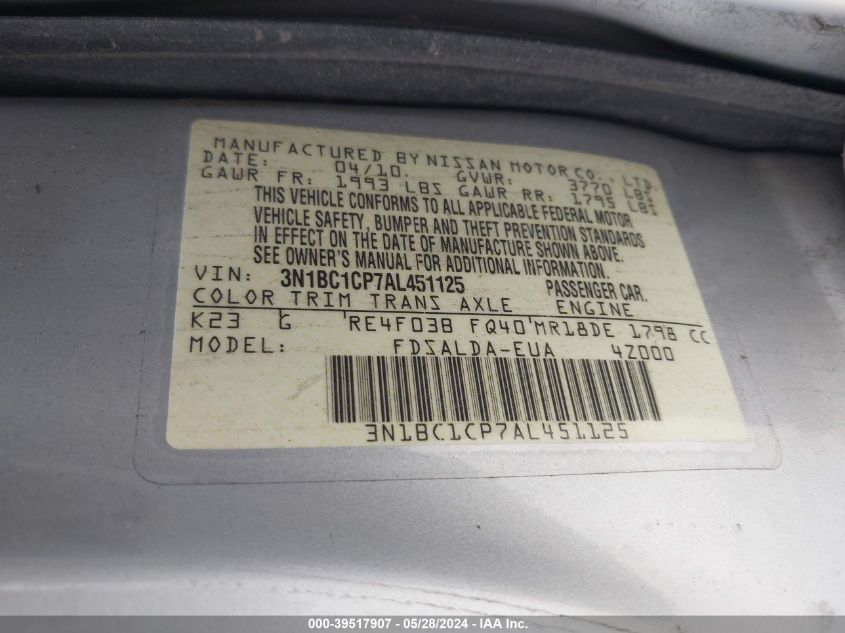 MANUFACTURED BY NISSAN MOTOR CO., LTD.
DATE: 04/10. GVWR: 3770 LBS
GAWR FR: 1993 LBS GAWR RR: 1795 LBS
THIS VEHICLE CONFORMS TO ALL APPLICABLE FEDERAL MOTOR
VEHICLE SAFETY, BUMPER AND THEFT PREVENTION STANDARDS
IN EFFECT ON THE DATE OF MANUFACTURE SHOWN ABOVE.
SEE OWNER'S MANUAL FOR ADDITIONAL INFORMATION.
VIN: 3N1BC1CP7AL451125 PASSENGER CAR.
COLOR TRIM TRANS AXLE ENGINE
K23 G RE4F03B FQ40 MR18DE 1798 CC
MODEL: FDSALDA-EUA 4Z000
3N1BC1CP7AL451125
000-39517907 / 05/28/2024 - IAA Inc.